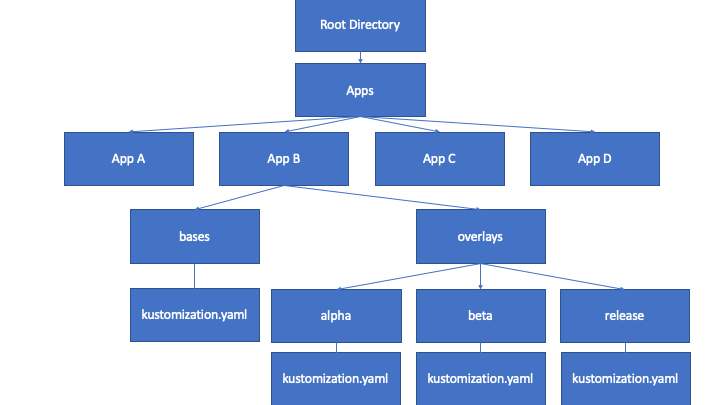 Root Directory
Apps
App A
App B
App C
App D
bases
overlays
kustomization.yaml
alpha
beta
release
kustomization.yaml
kustomization.yaml
kustomization.yaml